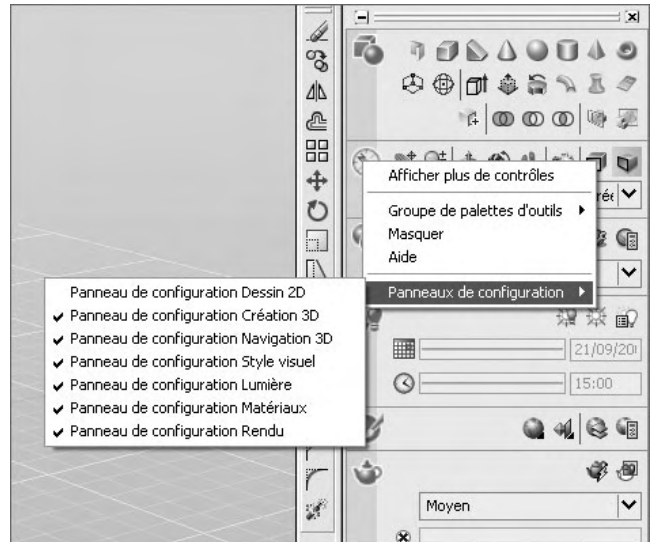 Afficher plus de contrôles
Groupe de palettes d'outils
Masquer
Aide
Panneaux de configuration
Panneau de configuration Dessin 2D
Panneau de configuration Création 3D
Panneau de configuration Navigation 3D
Panneau de configuration Style visuel
Panneau de configuration Lumière
Panneau de configuration Matériaux
Panneau de configuration Rendu
21/09/20
15:00
Moyen